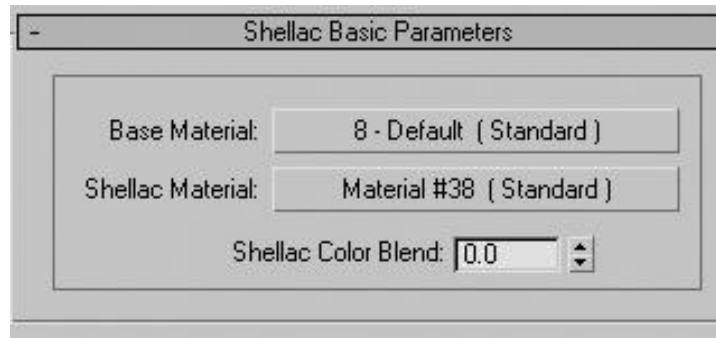 - Shellac Basic Parameters
Base Material: 8 - Default ( Standard )
Shellac Material: Material #38 ( Standard )
Shellac Color Blend: 0.0